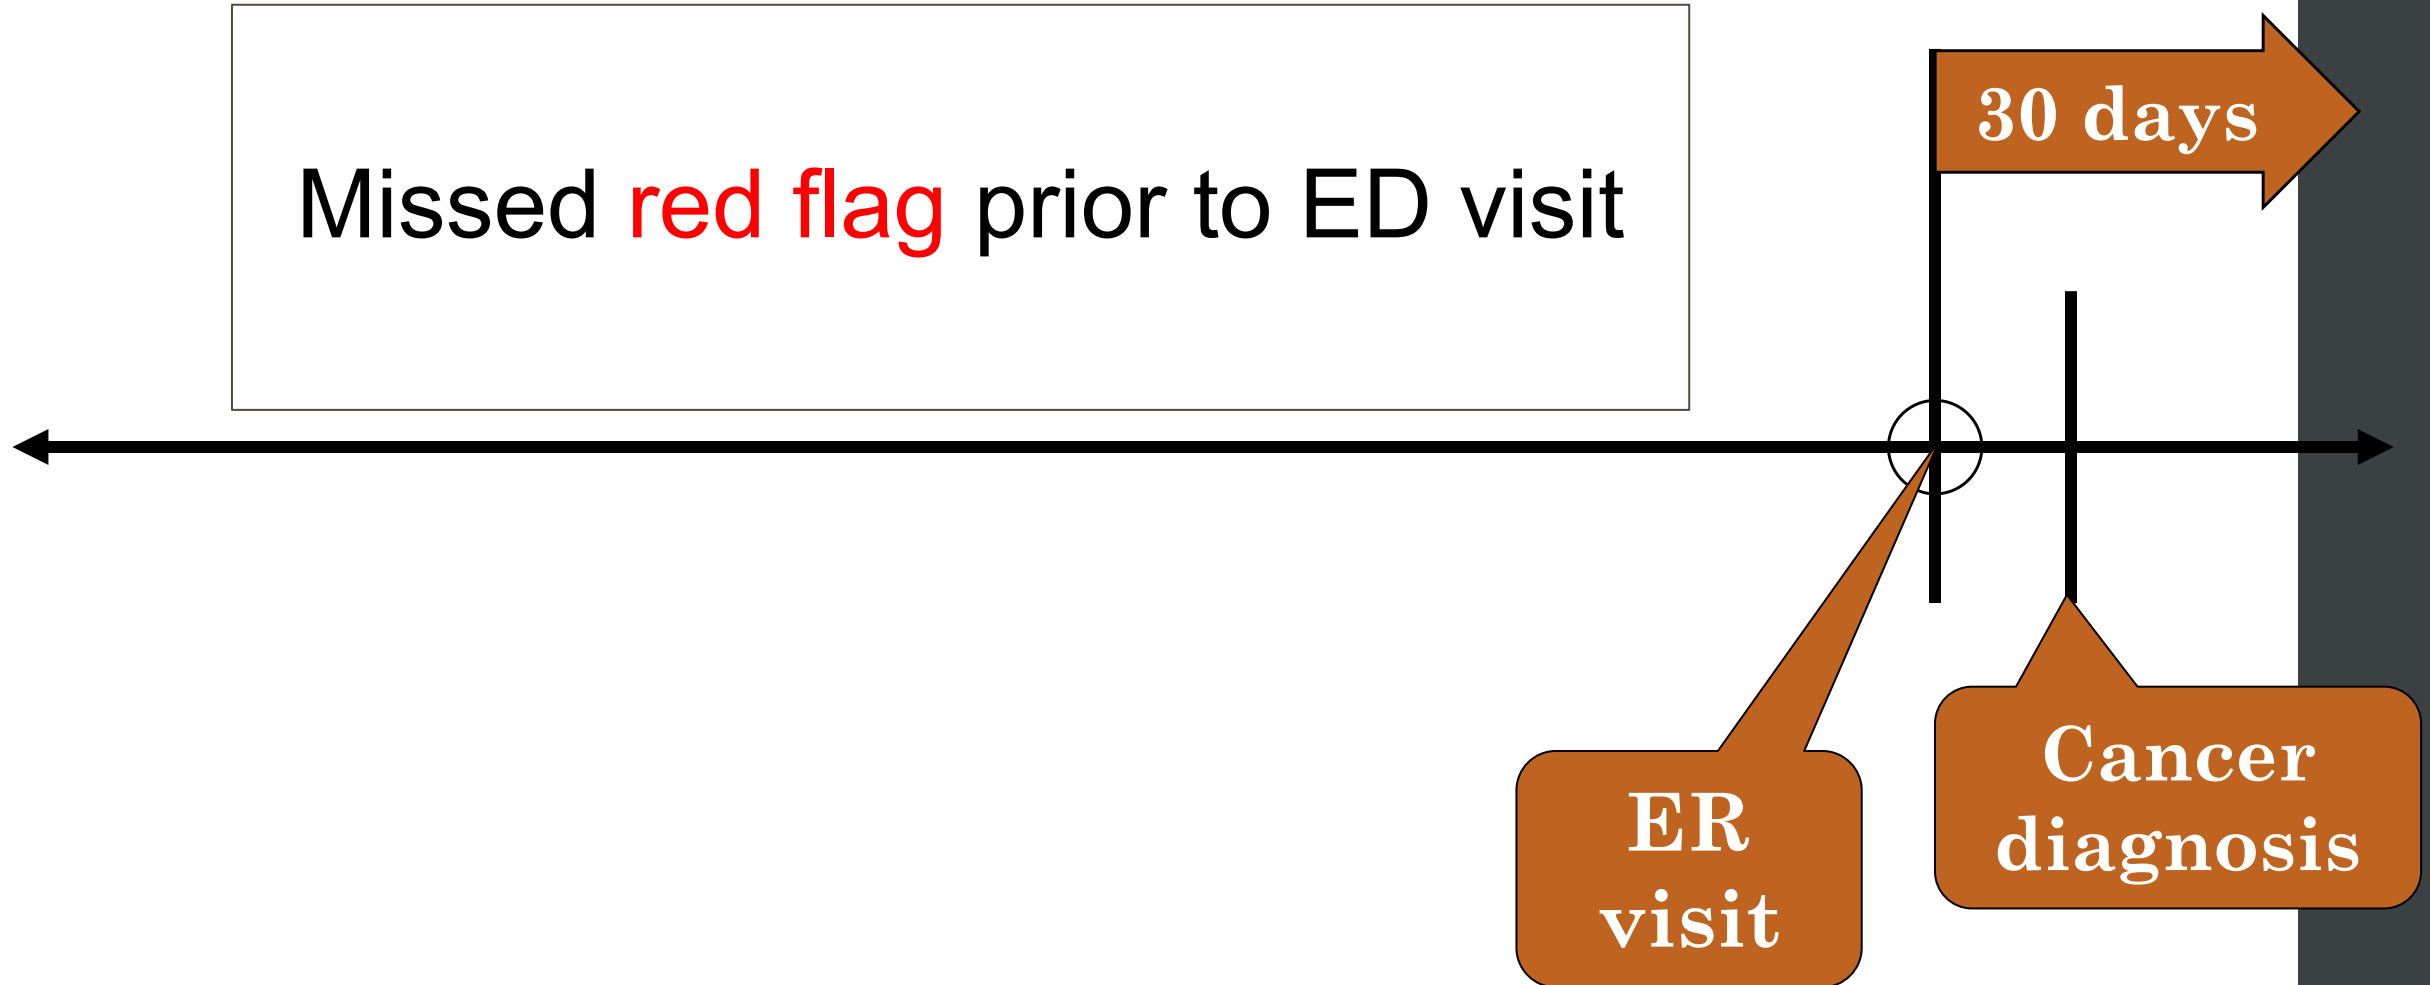 30 days
Missed red flag prior to ED visit
Cancer
diagnosis
ER
visit